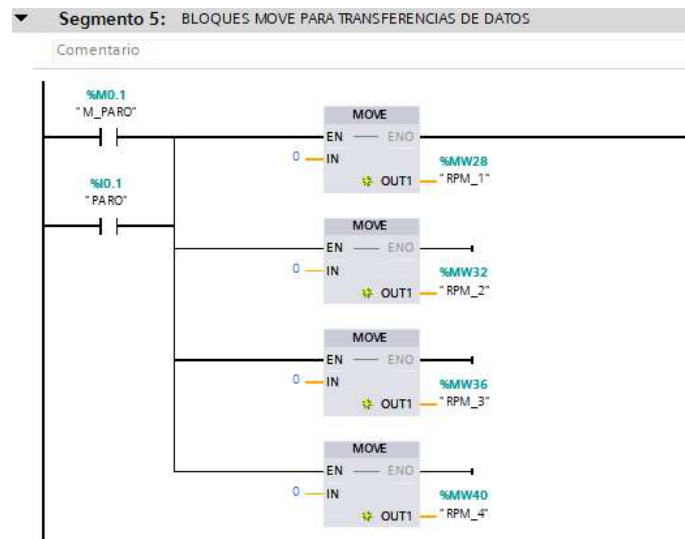 Segmento 5: BLOQUES MOVE PARA TRANSFERENCIAS DE DATOS
Comentario
%M0.1
"M_PARO"
MOVE
EN ENO
0 IN
%MW28
OUT1 "RPM_1"
%I0.1
"PARO"
MOVE
EN ENO
0 IN
%MW32
OUT1 "RPM_2"
MOVE
EN ENO
0 IN
%MW36
OUT1 "RPM_3"
MOVE
EN ENO
0 IN
%MW40
OUT1 "RPM_4"